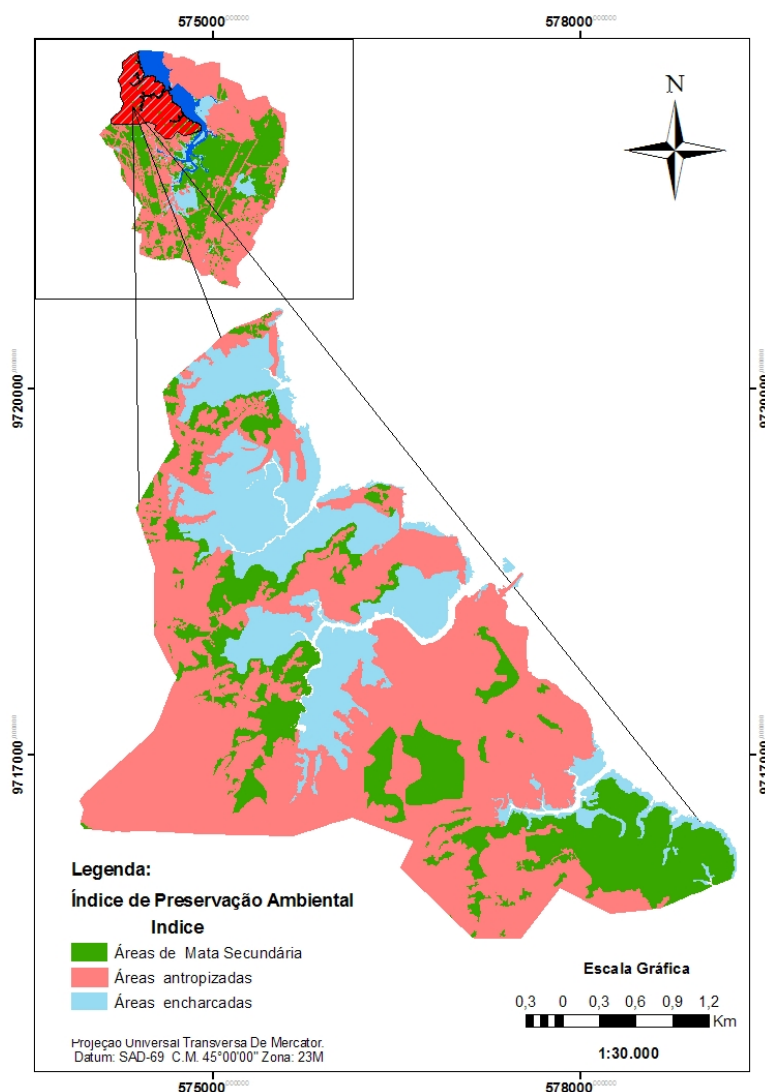 575000 578000
N
9720000 9720000
9717000 9717000
Legenda:
Índice de Preservação Ambiental
Indice
Áreas de Mata Secundária
Áreas antropizadas
Áreas encharcadas
Escala Gráfica
0,3 0 0,3 0,6 0,9 1,2
Km
Projeção Universal Transversa De Mercator.
Datum: SAD-69 C.M. 45°00'00" Zona: 23M
1:30.000
575000 578000